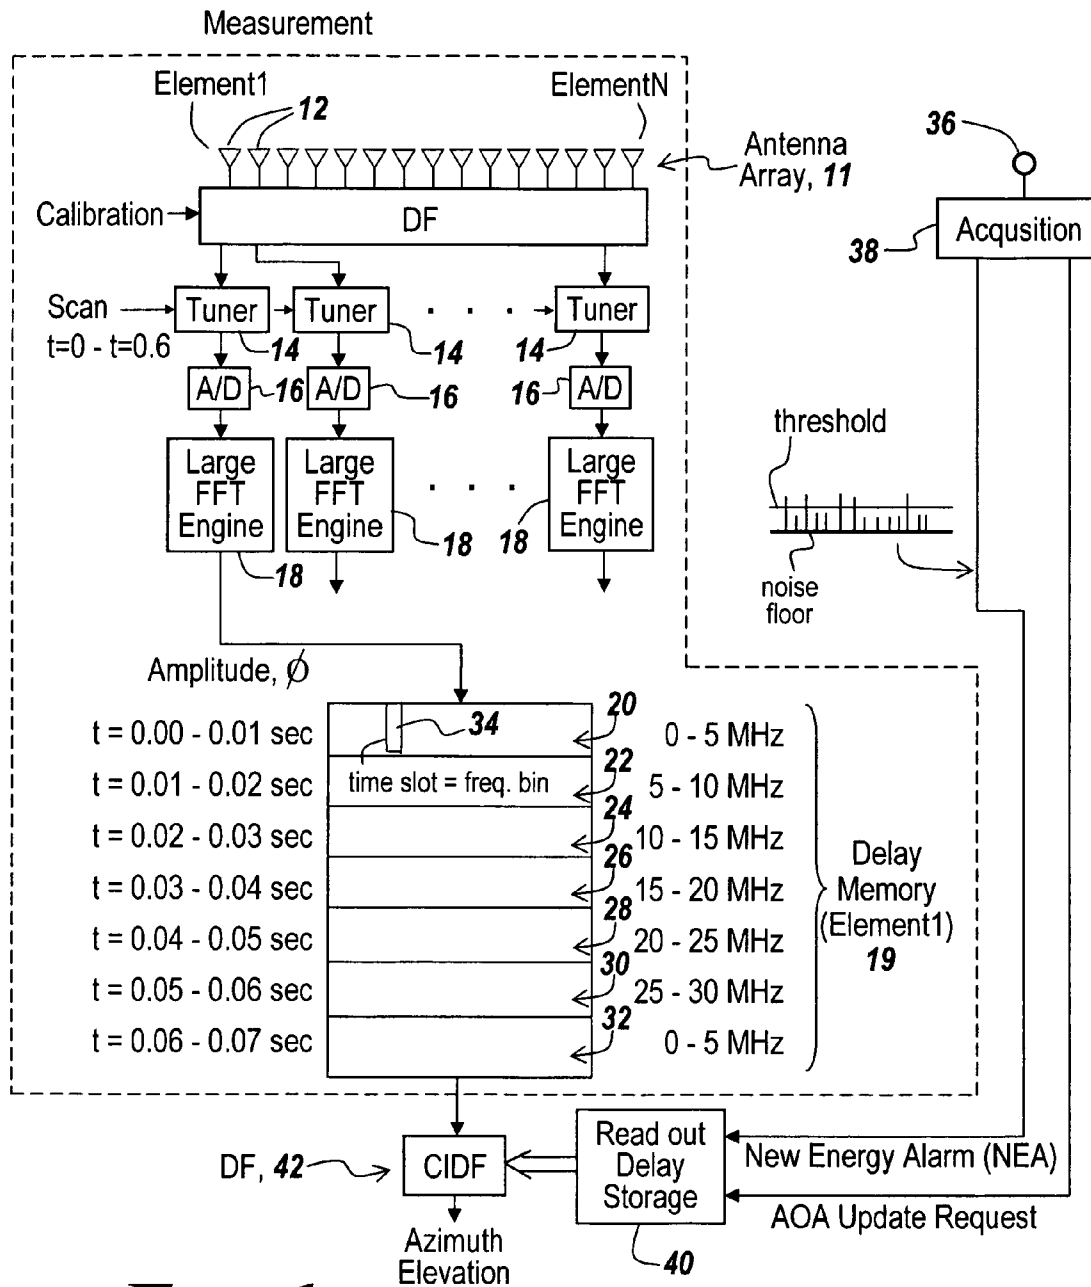 Measurement
Element1
12
ElementN
Antenna
Array, 11
36
Calibration
DF
38
Acqusition
Scan
t=0 - t=0.6
Tuner
Tuner
. . .
Tuner
14
14
14
A/D
16
A/D
16
16
A/D
Large
FFT
Engine
Large
FFT
Engine
. . .
Large
FFT
Engine
18
18
18
threshold
noise
floor
Amplitude, ϕ
t = 0.00 - 0.01 sec
34
20
0 - 5 MHz
t = 0.01 - 0.02 sec
time slot = freq. bin
22
5 - 10 MHz
t = 0.02 - 0.03 sec
24
10 - 15 MHz
t = 0.03 - 0.04 sec
26
15 - 20 MHz
t = 0.04 - 0.05 sec
28
20 - 25 MHz
t = 0.05 - 0.06 sec
30
25 - 30 MHz
t = 0.06 - 0.07 sec
32
0 - 5 MHz
Delay
Memory
(Element1)
19
DF, 42
CIDF
Read out
Delay
Storage
40
New Energy Alarm (NEA)
AOA Update Request
Azimuth
Elevation